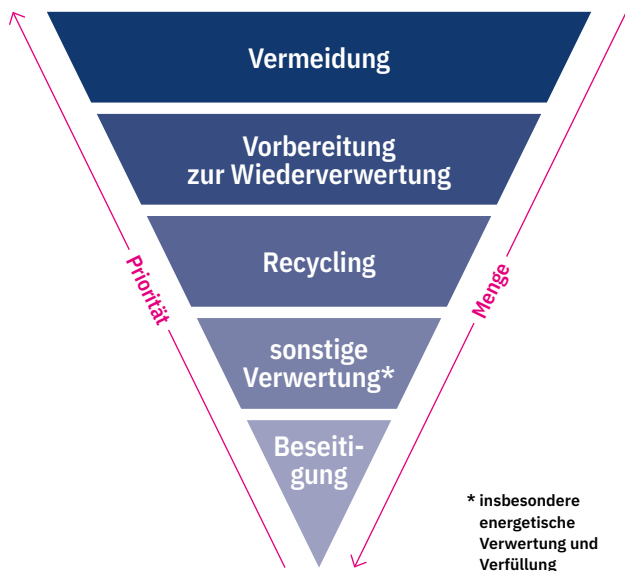 Vermeidung
Vorbereitung
zur Wiederverwertung
Recycling
Priorität
Menge
sonstige
Verwertung*
Beseiti-
gung
* insbesondere
energetische
Verwertung und
Verfüllung